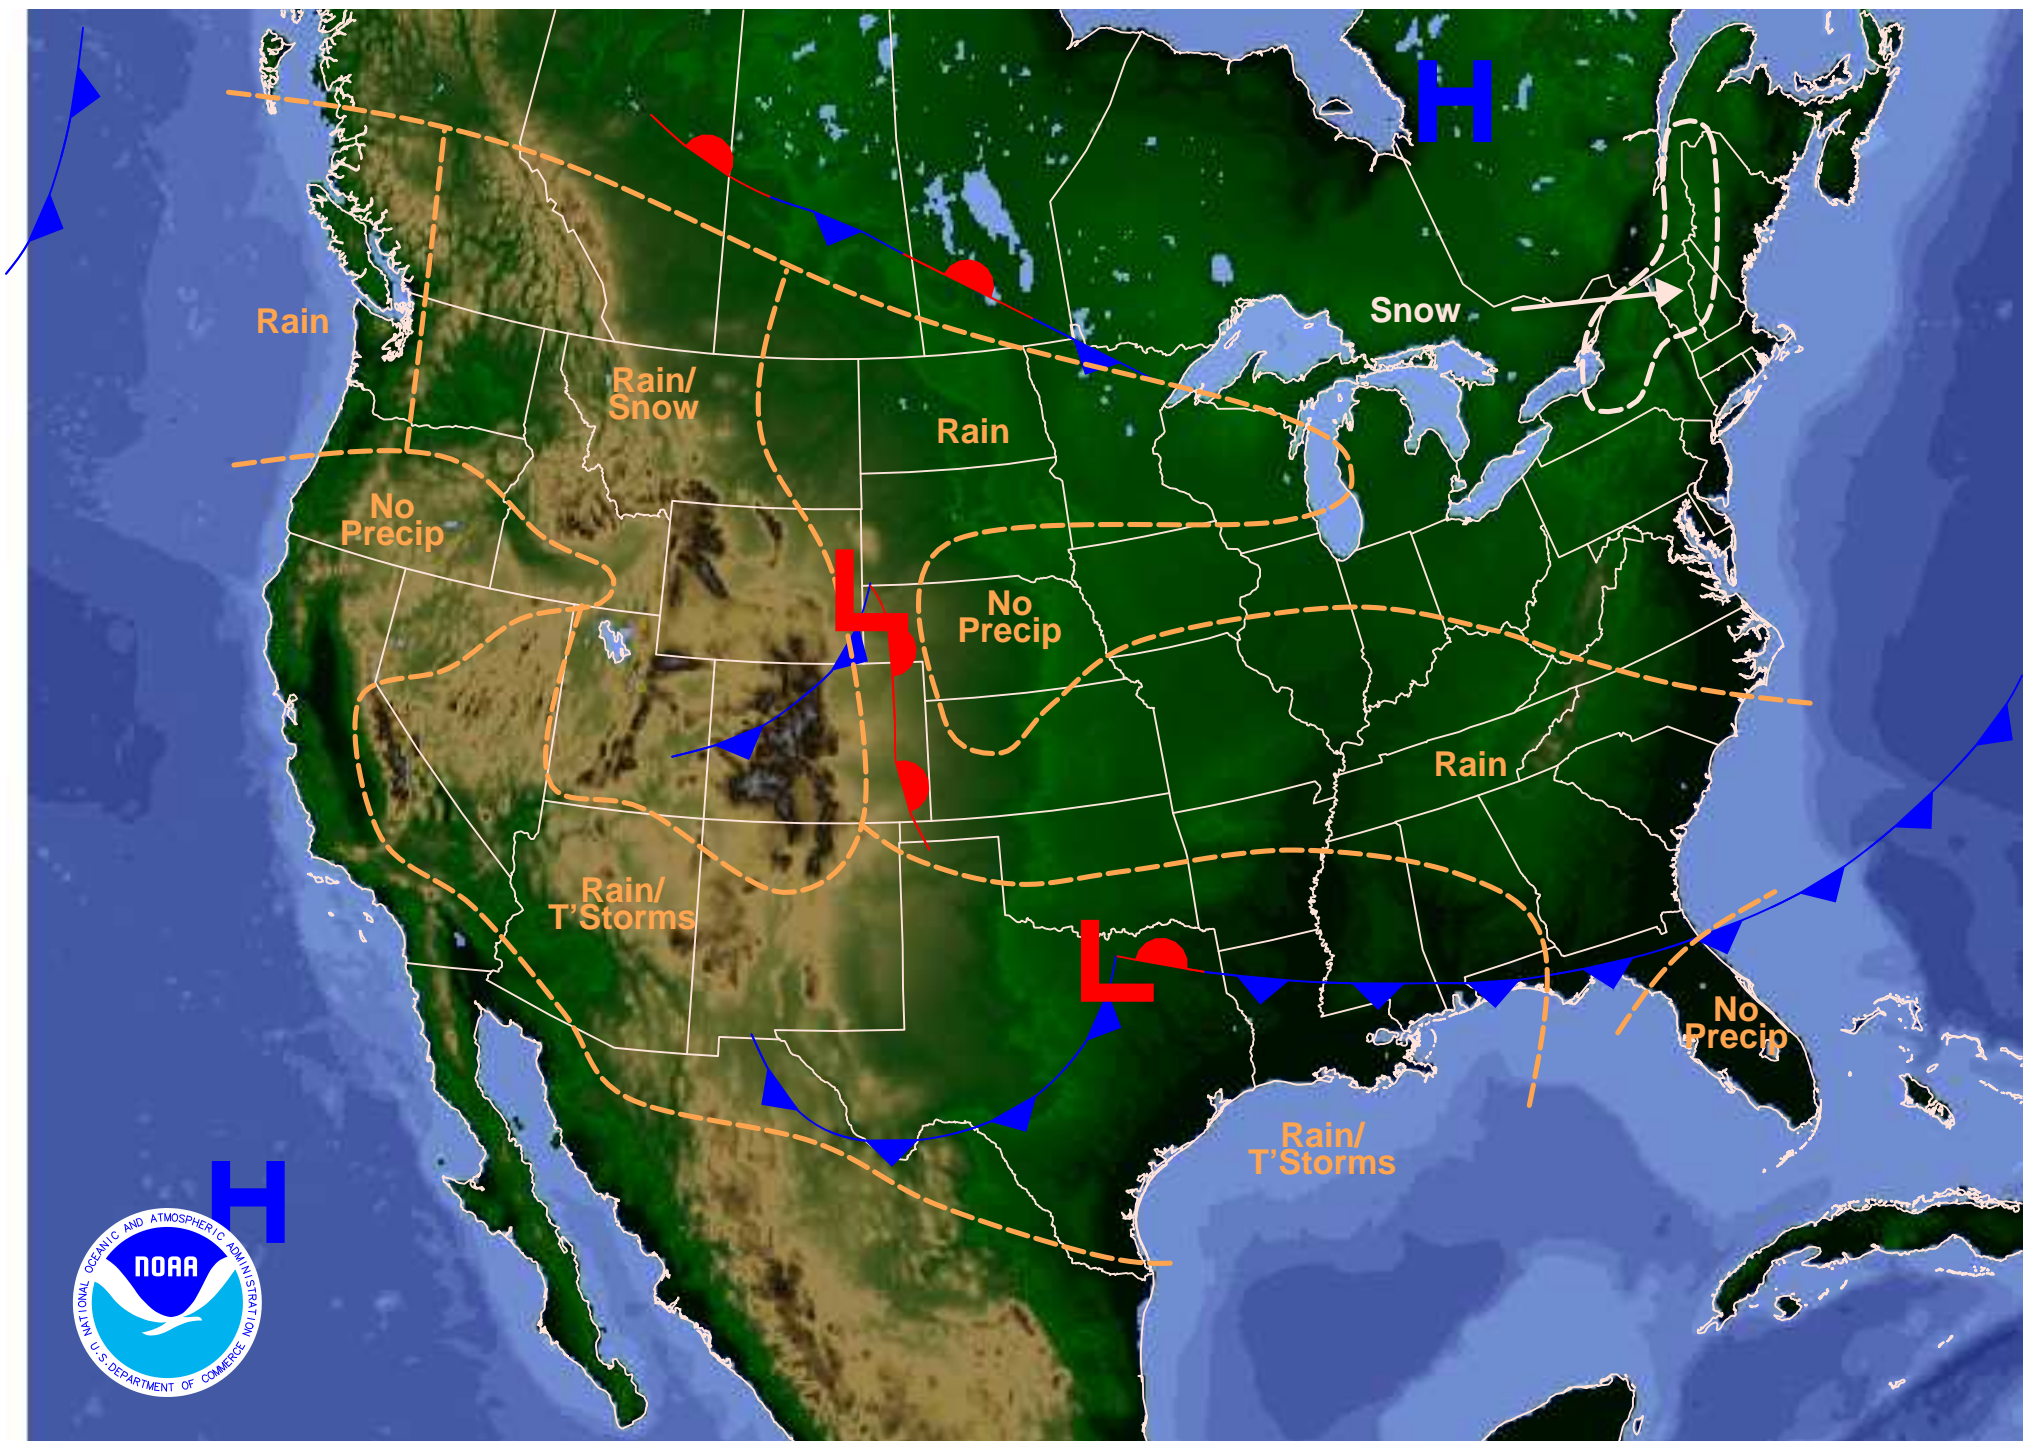 H
Snow
Rain
Rain/
Snow
Rain
No
Precip
L
No
Precip
Rain
Rain/
T'Storms
L
No
Precip
Rain/
T'Storms
H
NATIONAL OCEANIC AND ATMOSPHERIC ADMINISTRATION
NOAA
U.S. DEPARTMENT OF COMMERCE